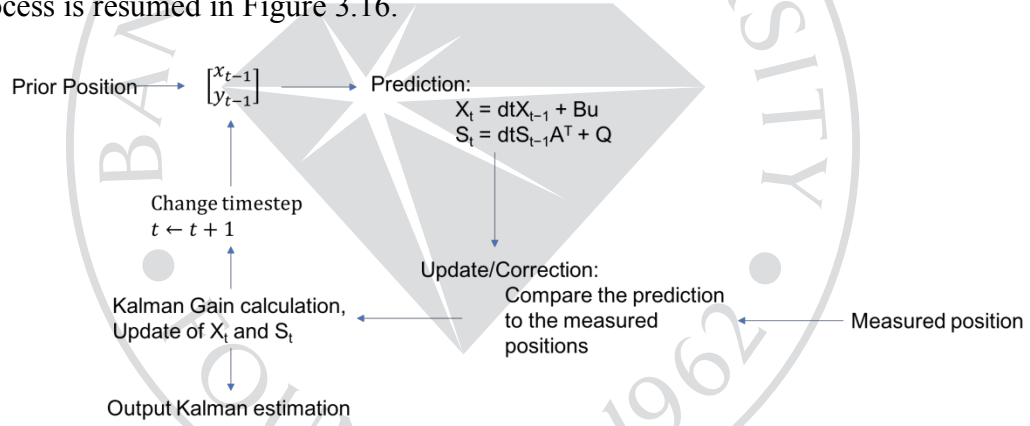 ocess is resumed in Figure 3.16.
Prior Position
[x_{t−1}]
[y_{t−1}]
Prediction:
X_t = dtX_{t−1} + Bu
S_t = dtS_{t−1}A^T + Q
Change timestep
t ← t + 1
Update/Correction:
Compare the prediction
to the measured
positions
Measured position
Kalman Gain calculation,
Update of X_t and S_t
Output Kalman estimation
1962